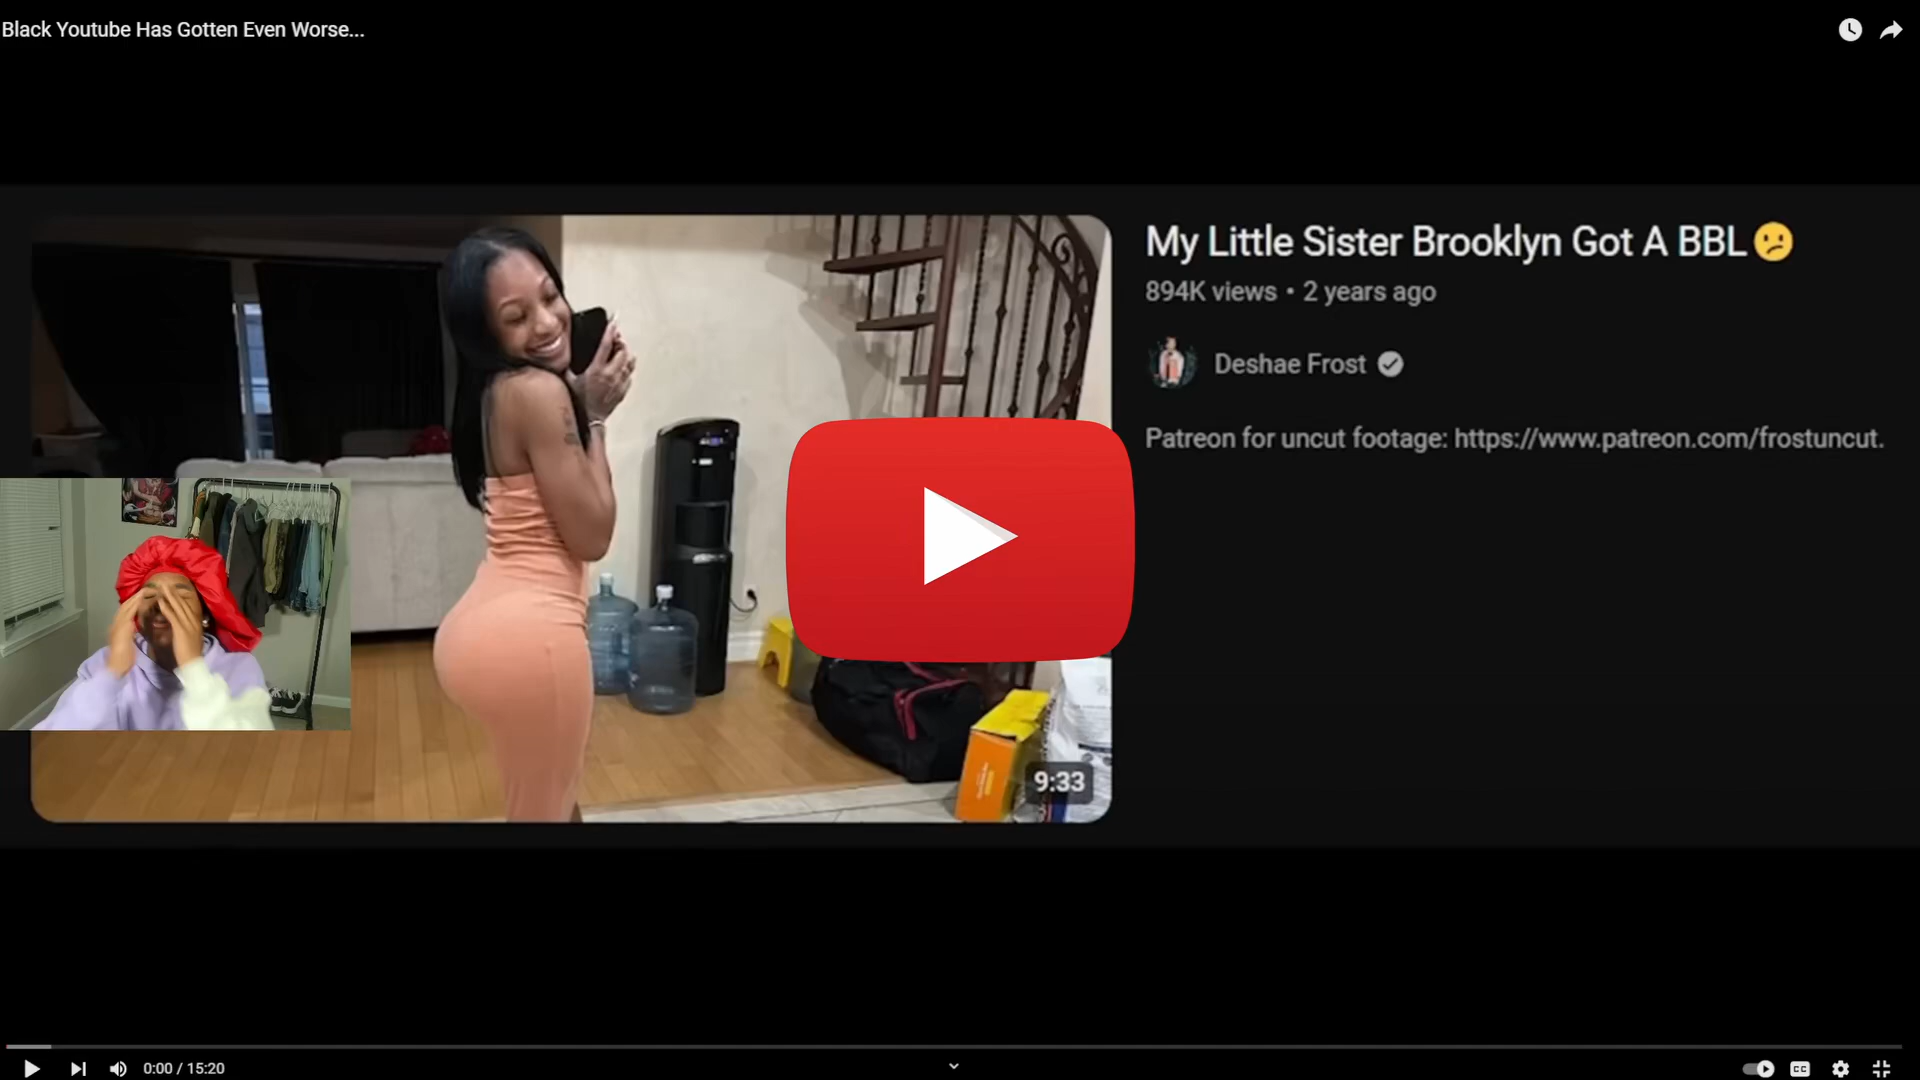 Black Youtube Has Gotten Even Worse...
My Little Sister Brooklyn Got A BBL😕
894K views • 2 years ago
Deshae Frost
Patreon for uncut footage: https://www.patreon.com/frostuncut.
9:33
0:00 / 15:20
CC